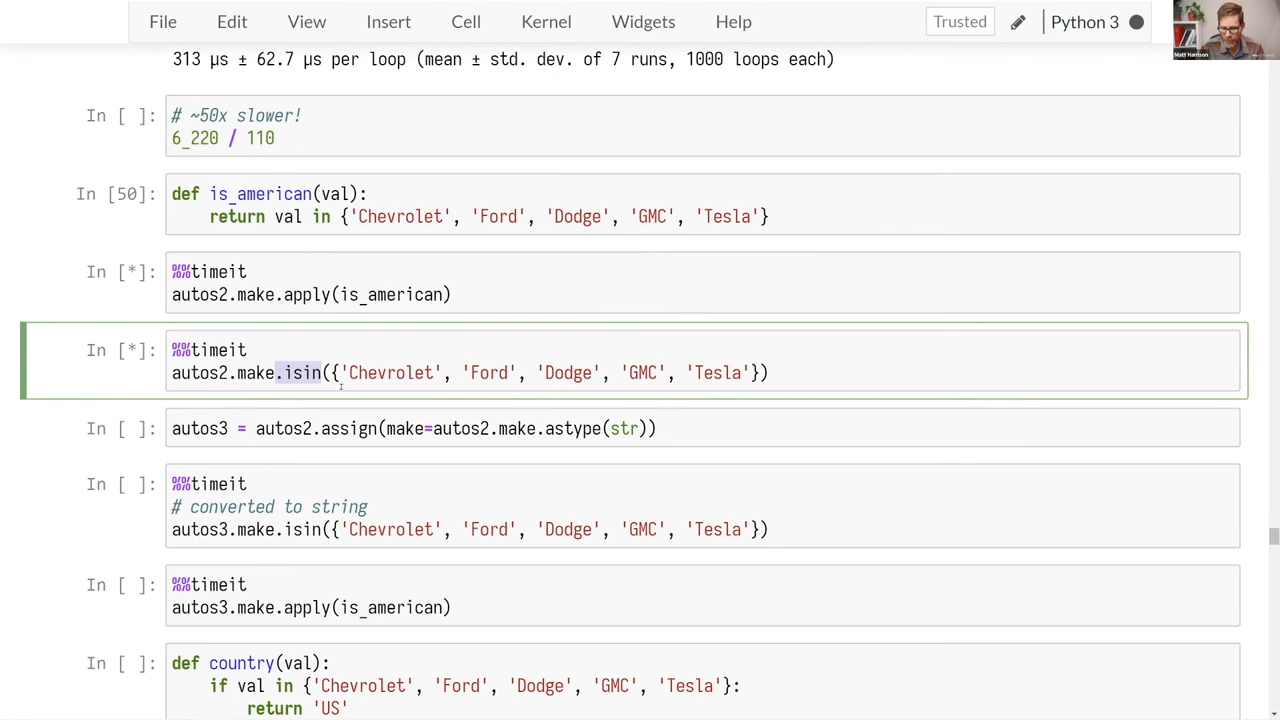 File Edit View Insert Cell Kernel Widgets Help Trusted Python 3
Matt Harrison
313 µs ± 62.7 µs per loop (mean ± std. dev. of 7 runs, 1000 loops each)
In [ ]: # ~50x slower!
6_220 / 110
In [50]: def is_american(val):
return val in {'Chevrolet', 'Ford', 'Dodge', 'GMC', 'Tesla'}
In [*]: %%timeit
autos2.make.apply(is_american)
In [*]: %%timeit
autos2.make.isin({'Chevrolet', 'Ford', 'Dodge', 'GMC', 'Tesla'})
In [ ]: autos3 = autos2.assign(make=autos2.make.astype(str))
In [ ]: %%timeit
# converted to string
autos3.make.isin({'Chevrolet', 'Ford', 'Dodge', 'GMC', 'Tesla'})
In [ ]: %%timeit
autos3.make.apply(is_american)
In [ ]: def country(val):
if val in {'Chevrolet', 'Ford', 'Dodge', 'GMC', 'Tesla'}:
return 'US'